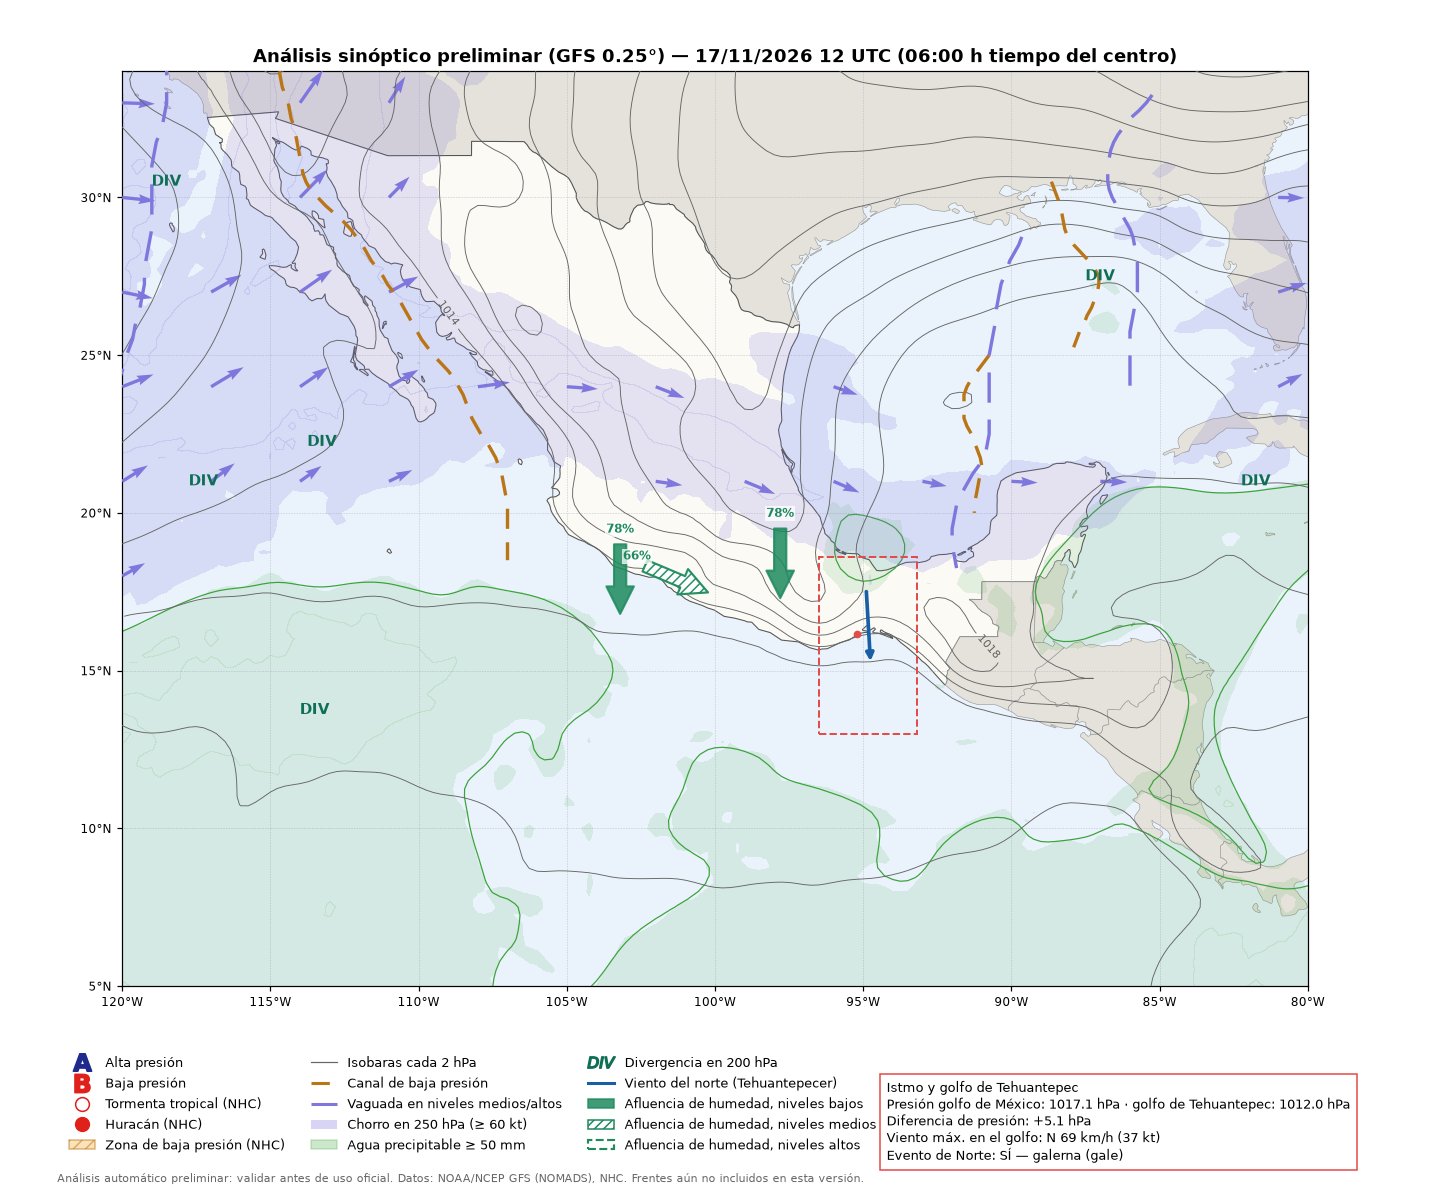 Análisis sinóptico preliminar (GFS 0.25°) — 17/11/2026 12 UTC (06:00 h tiempo del centro)
DIV
30°N
DIV
1014
25°N
DIV
DIV
DIV
20°N
78%
78%
66%
1018
15°N
DIV
10°N
5°N
120°W
115°W
110°W
105°W
100°W
95°W
90°W
85°W
80°W
A Alta presión
B Baja presión
Tormenta tropical (NHC)
Huracán (NHC)
Zona de baja presión (NHC)
Isobaras cada 2 hPa
Canal de baja presión
Vaguada en niveles medios/altos
Chorro en 250 hPa (≥ 60 kt)
Agua precipitable ≥ 50 mm
DIV Divergencia en 200 hPa
Viento del norte (Tehuantepecer)
Afluencia de humedad, niveles bajos
Afluencia de humedad, niveles medios
Afluencia de humedad, niveles altos
Istmo y golfo de Tehuantepec
Presión golfo de México: 1017.1 hPa · golfo de Tehuantepec: 1012.0 hPa
Diferencia de presión: +5.1 hPa
Viento máx. en el golfo: N 69 km/h (37 kt)
Evento de Norte: SÍ — galerna (gale)
Análisis automático preliminar: validar antes de uso oficial. Datos: NOAA/NCEP GFS (NOMADS), NHC. Frentes aún no incluidos en esta versión.